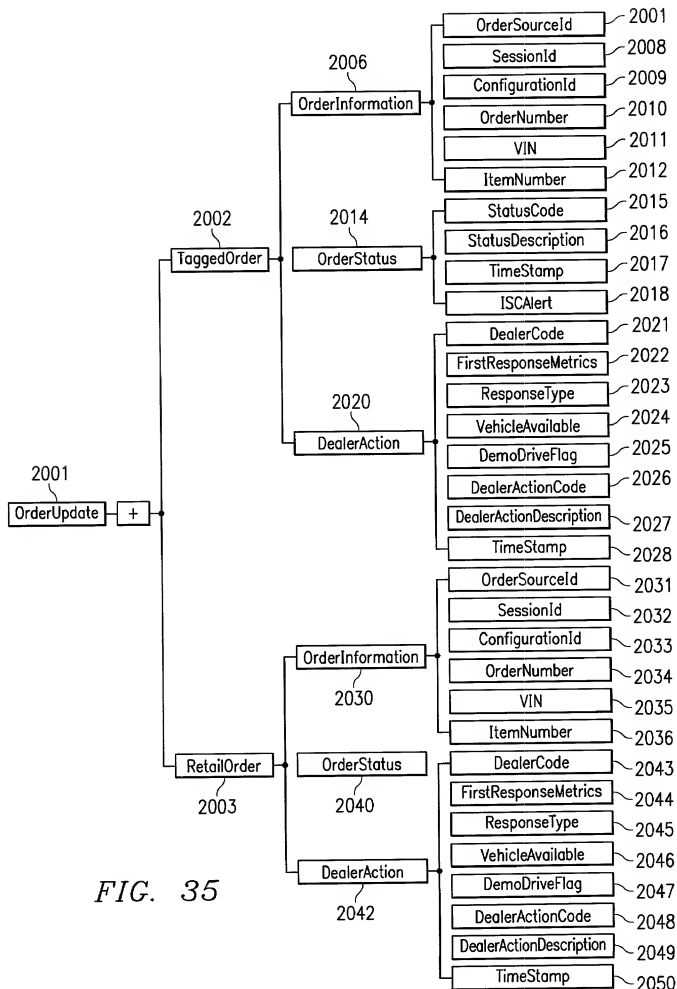 OrderSourceId 2001
SessionId 2008
2006
ConfigurationId 2009
OrderInformation
OrderNumber 2010
VIN 2011
ItemNumber 2012
2002
2014
StatusCode 2015
TaggedOrder
OrderStatus
StatusDescription 2016
TimeStamp 2017
ISCAlert 2018
DealerCode 2021
FirstResponseMetrics 2022
2020
ResponseType 2023
DealerAction
VehicleAvailable 2024
DemoDriveFlag 2025
2001
DealerActionCode 2026
OrderUpdate +
DealerActionDescription 2027
TimeStamp 2028
OrderSourceId 2031
SessionId 2032
ConfigurationId 2033
OrderInformation
OrderNumber 2034
2030
VIN 2035
ItemNumber 2036
RetailOrder
OrderStatus
DealerCode 2043
2003
2040
FirstResponseMetrics 2044
ResponseType 2045
VehicleAvailable 2046
DealerAction
DemoDriveFlag 2047
FIG. 35
2042
DealerActionCode 2048
DealerActionDescription 2049
TimeStamp 2050